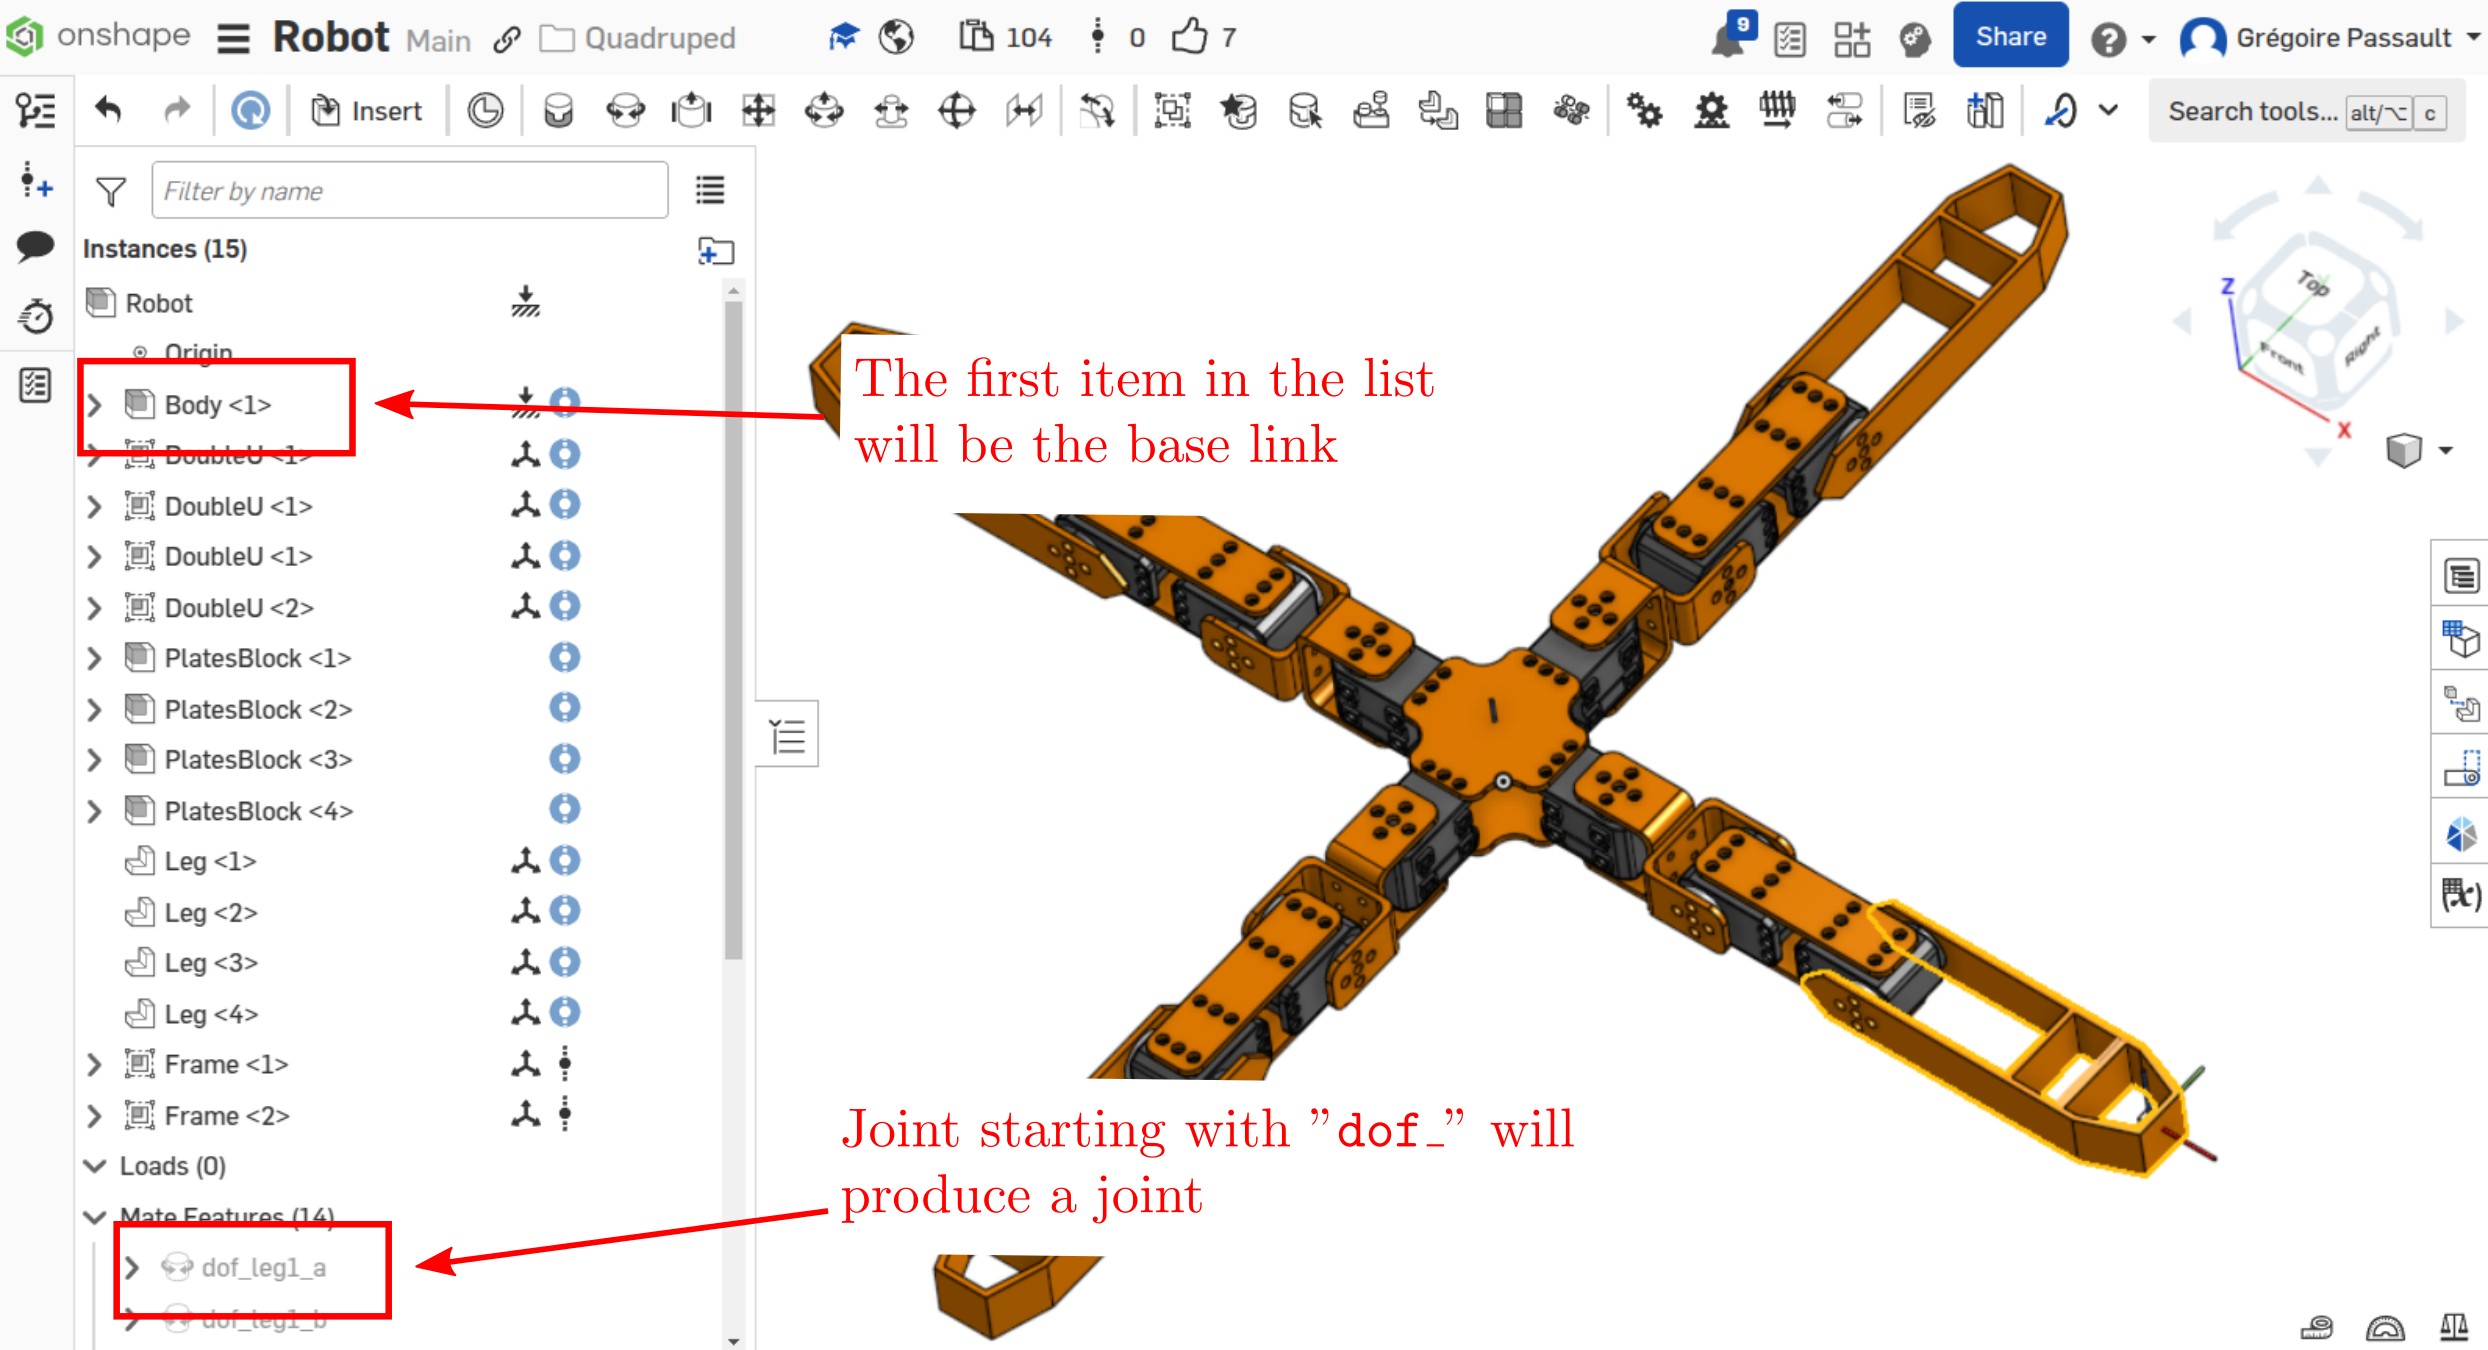 onshape Robot Main Quadruped 104 0 7 9 Share Grégoire Passault
Insert Search tools... alt/⌥ c
Filter by name
Instances (15)
Robot
Origin
Body <1>
DoubleU <1>
DoubleU <1>
DoubleU <1>
DoubleU <2>
PlatesBlock <1>
PlatesBlock <2>
PlatesBlock <3>
PlatesBlock <4>
Leg <1>
Leg <2>
Leg <3>
Leg <4>
Frame <1>
Frame <2>
Loads (0)
Mate Features (14)
dof_leg1_a
dof_leg1_b
The first item in the list
will be the base link
Joint starting with "dof_" will
produce a joint
Top
Front
Right
Z
X
(x)